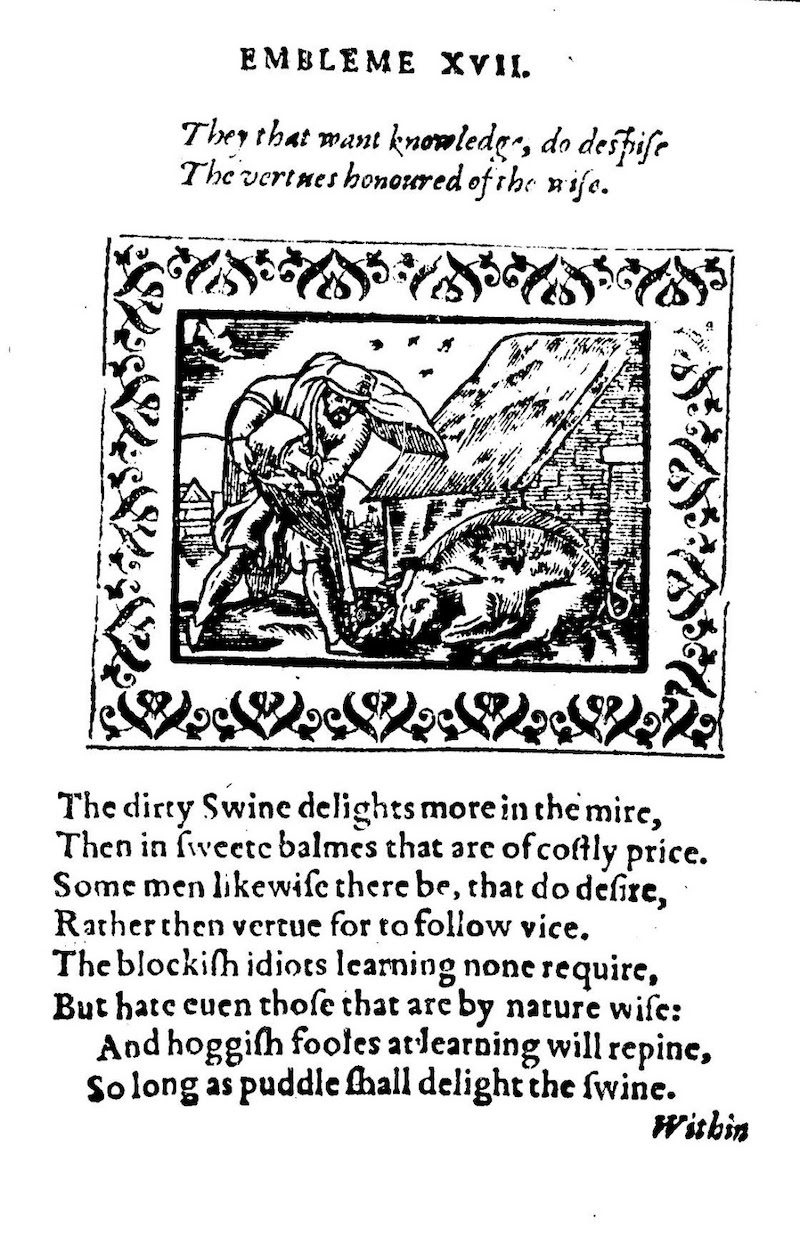 EMBLEME XVII.
They that want knowledge, do despiſe
The vertues honoured of the wiſe.
The dirty Swine delights more in the mire,
Then in ſweete balmes that are of coſtly price.
Some men likewiſe there be, that do deſire,
Rather then vertue for to follow vice.
The blockiſh idiots learning none require,
But hate euen thoſe that are by nature wiſe:
And hoggiſh fooles at learning will repine,
So long as puddle ſhall delight the ſwine.
Within